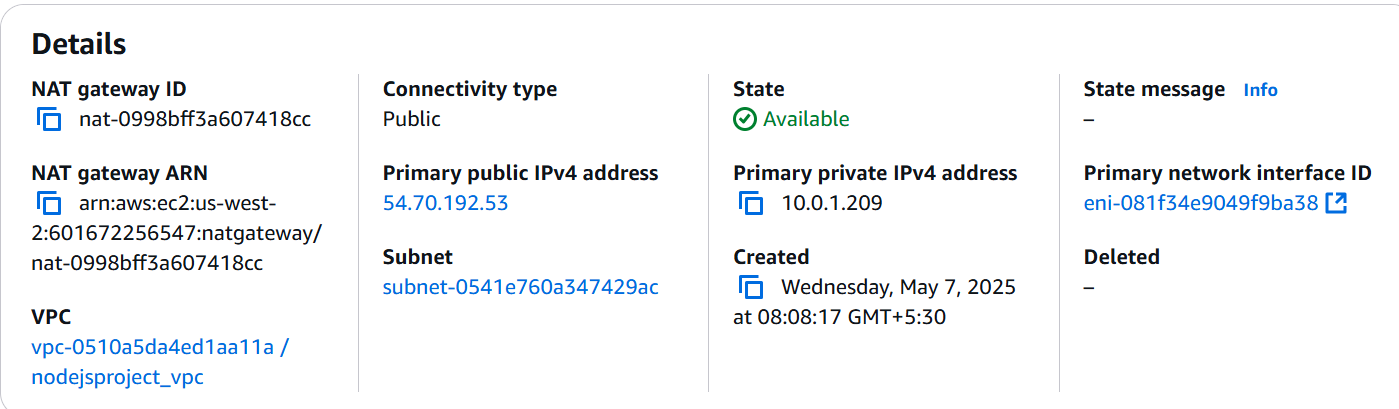 Details
NAT gateway ID
nat-0998bff3a607418cc
NAT gateway ARN
arn:aws:ec2:us-west-
2:601672256547:natgateway/
nat-0998bff3a607418cc
VPC
vpc-0510a5da4ed1aa11a /
nodejsproject_vpc
Connectivity type
Public
Primary public IPv4 address
54.70.192.53
Subnet
subnet-0541e760a347429ac
State
Available
Primary private IPv4 address
10.0.1.209
Created
Wednesday, May 7, 2025
at 08:08:17 GMT+5:30
State message Info
–
Primary network interface ID
eni-081f34e9049f9ba38
Deleted
–